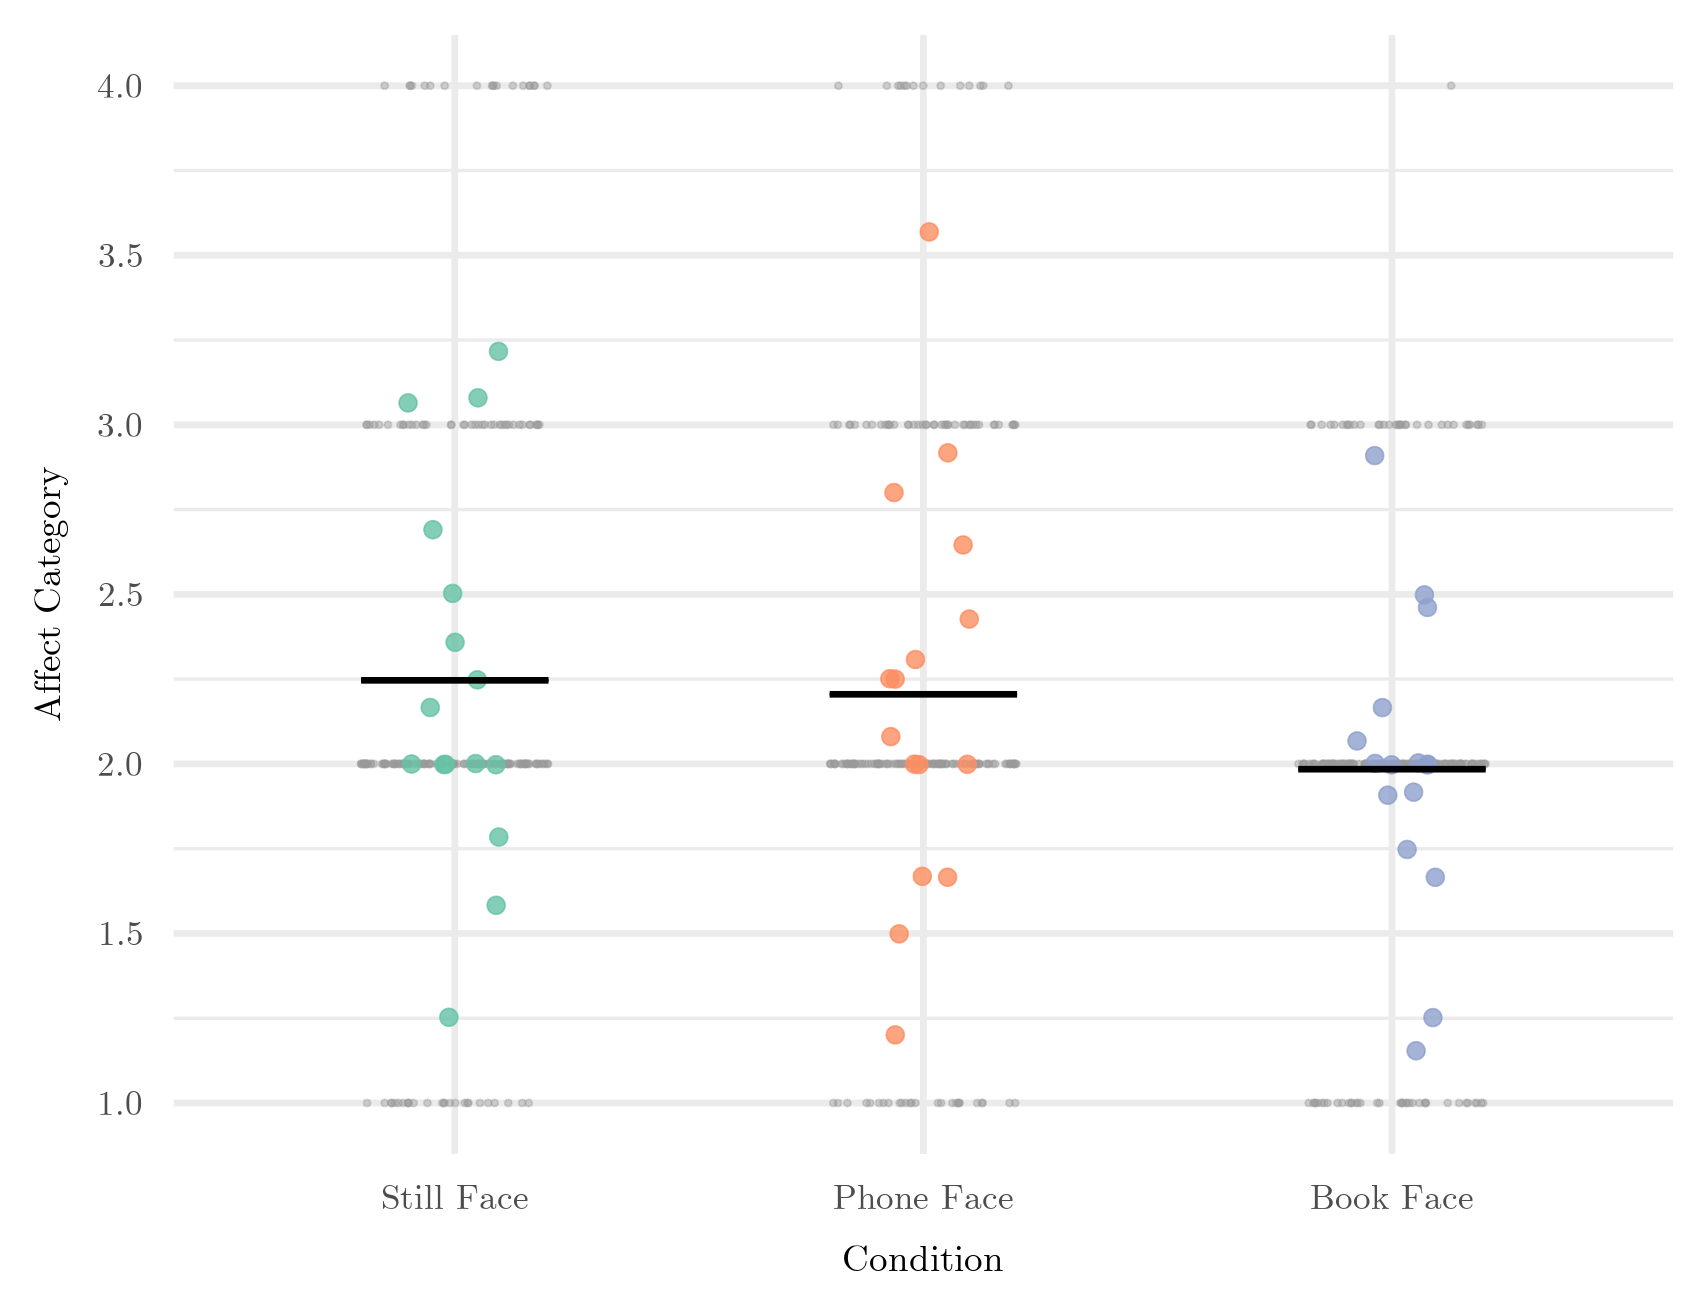 4.0
3.5
3.0
2.5
2.0
1.5
1.0
Affect Category
Still Face
Phone Face
Book Face
Condition